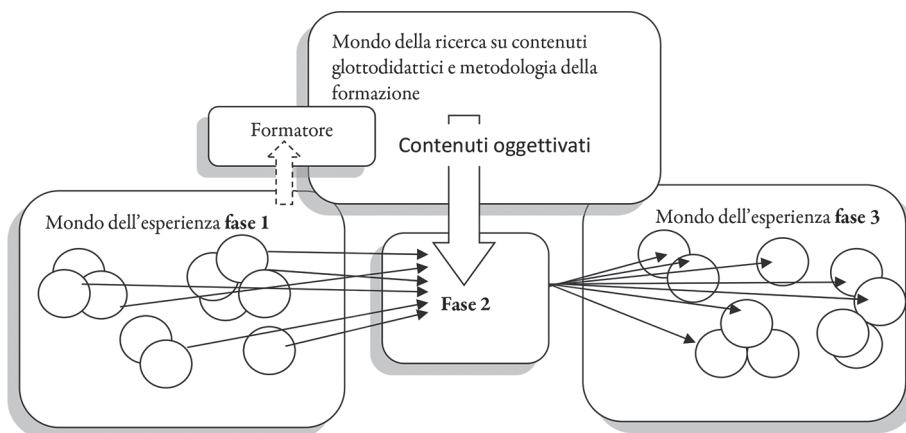 Mondo della ricerca su contenuti
glottodidattici e metodologia della
formazione
Formatore
Contenuti oggettivati
Mondo dell'esperienza fase 1
Mondo dell'esperienza fase 3
Fase 2